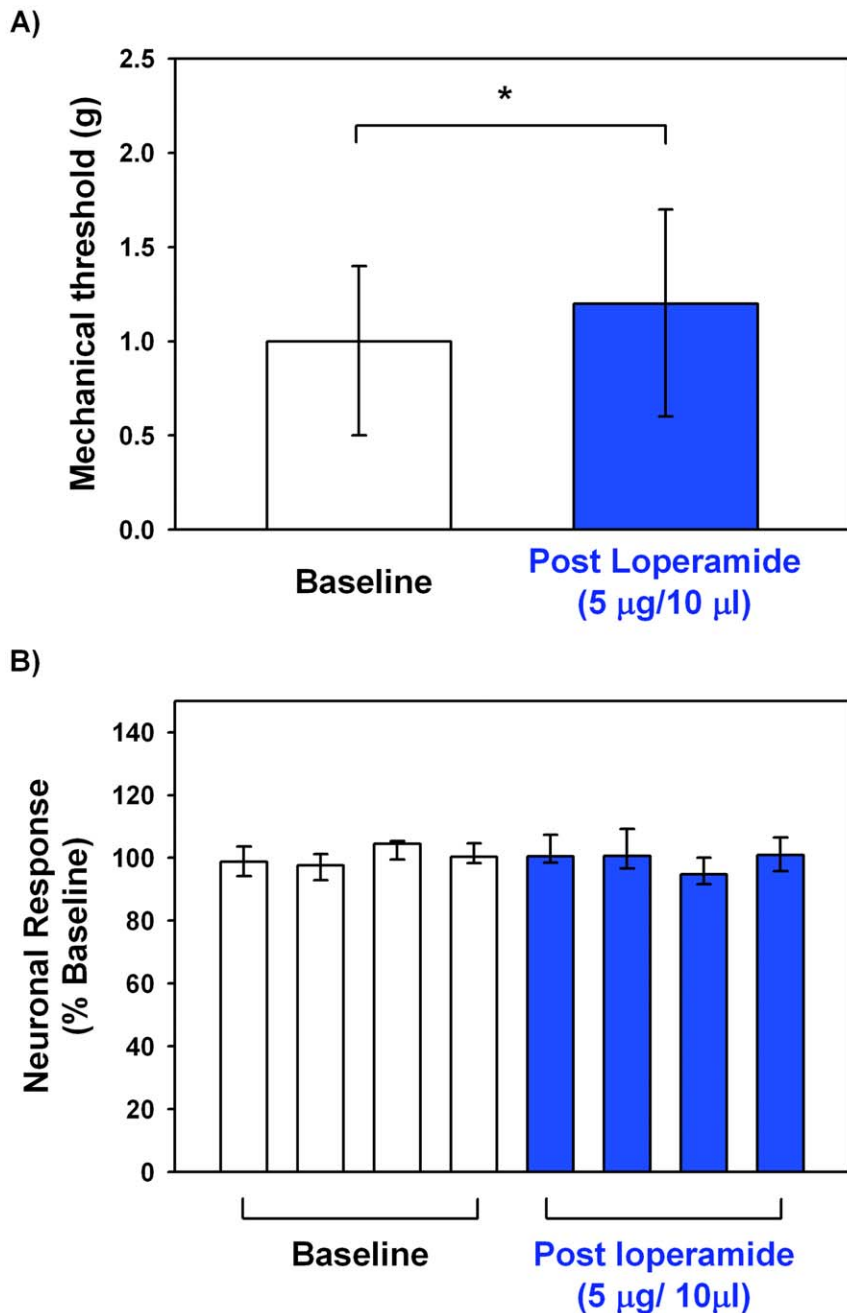 A)
Mechanical threshold (g)
2.5
2.0
1.5
1.0
0.5
0.0
*
Baseline
Post Loperamide
(5 μg/10 μl)
B)
Neuronal Response
(% Baseline)
140
120
100
80
60
40
20
0
Baseline
Post loperamide
(5 μg/ 10μl)